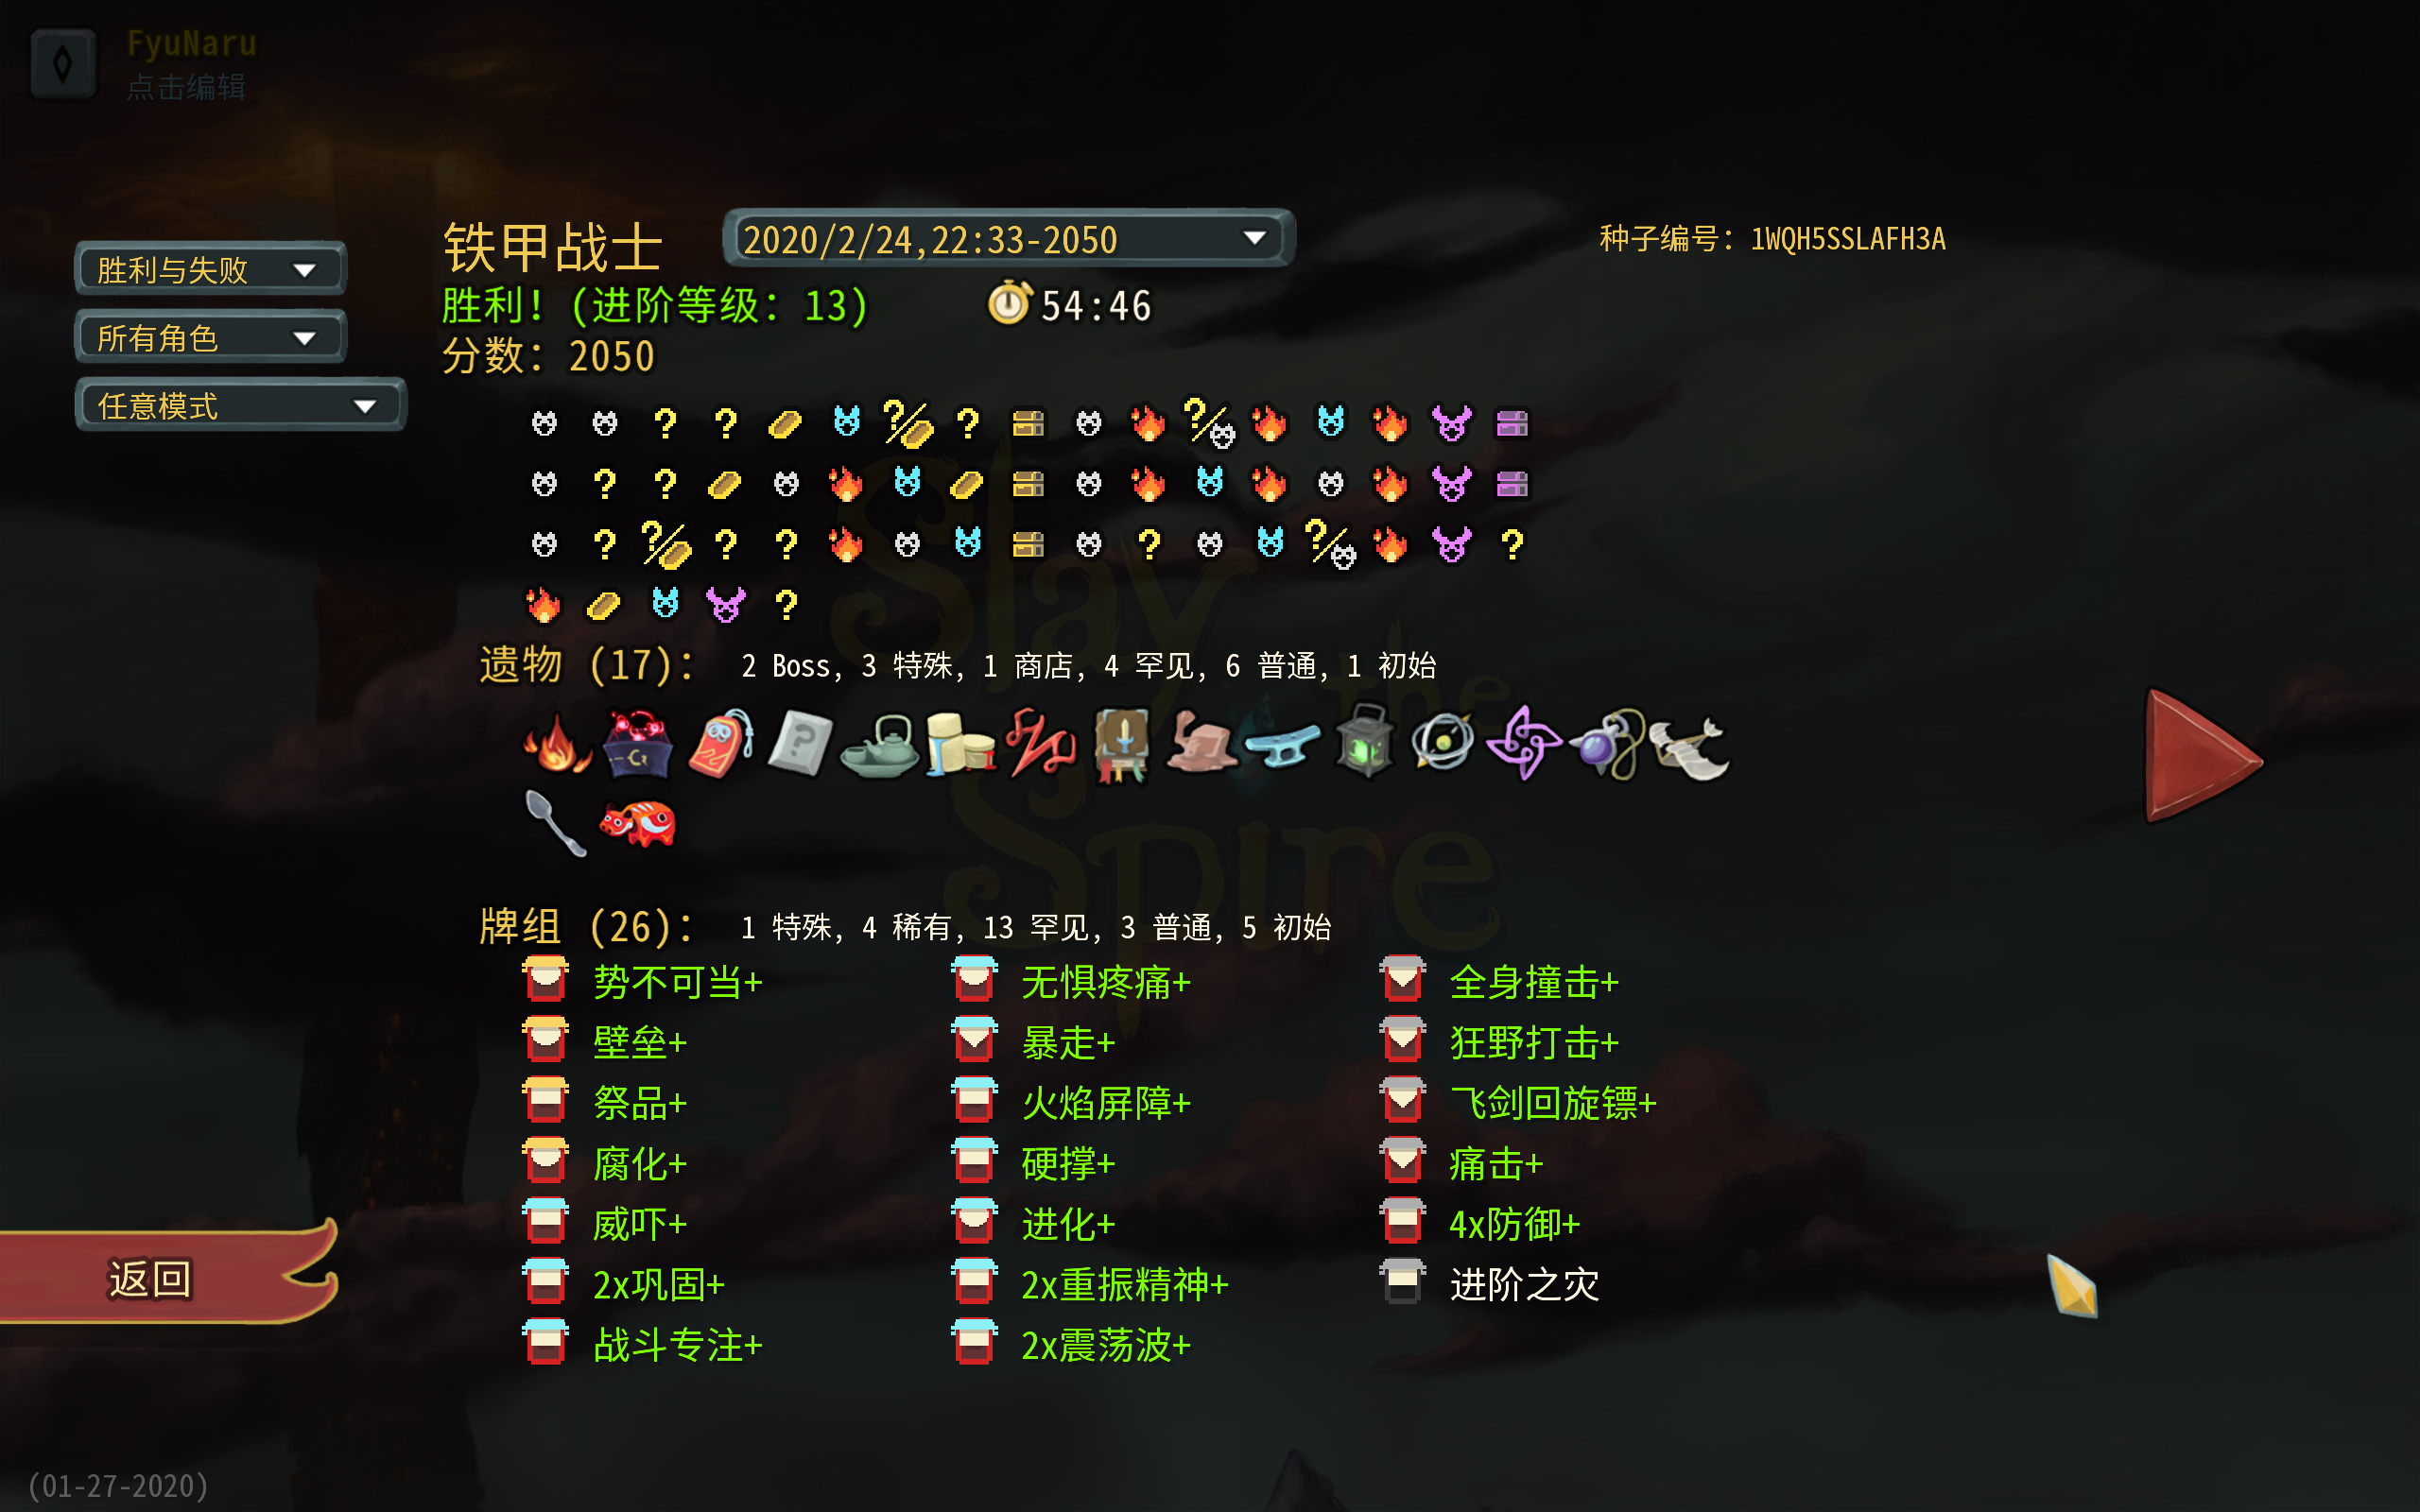 FyuNaru
点击编辑
铁甲战士
2020/2/24,22:33-2050
种子编号: 1WQH5SSLAFH3A
胜利与失败
所有角色
任意模式
胜利! (进阶等级: 13)
54:46
分数: 2050
遗物 (17):
2 Boss, 3 特殊, 1 商店, 4 罕见, 6 普通, 1 初始
Slay
the
Spire
牌组 (26):
1 特殊, 4 稀有, 13 罕见, 3 普通, 5 初始
势不可当+
无惧疼痛+
全身撞击+
壁垒+
暴走+
狂野打击+
祭品+
火焰屏障+
飞剑回旋镖+
腐化+
硬撑+
痛击+
威吓+
进化+
4x防御+
2x巩固+
2x重振精神+
进阶之灾
战斗专注+
2x震荡波+
返回
(01-27-2020)